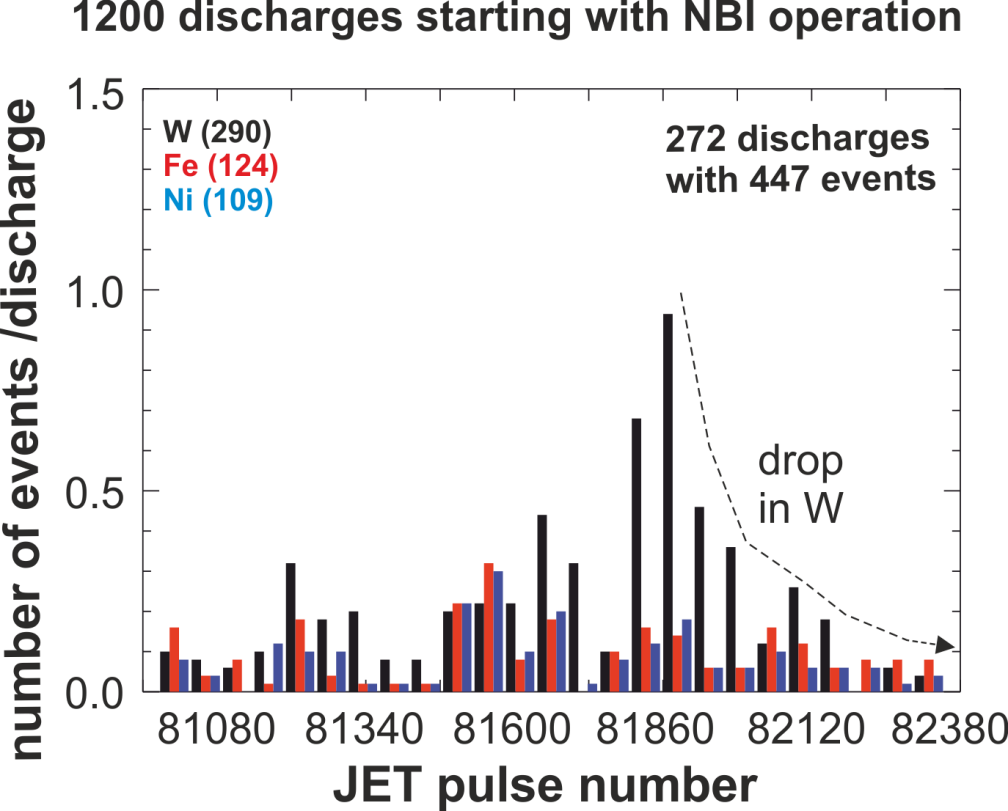 1200 discharges starting with NBI operation
number of events /discharge
1.5
1.0
0.5
0.0
W (290)
Fe (124)
Ni (109)
272 discharges
with 447 events
drop
in W
81080 81340 81600 81860 82120 82380
JET pulse number